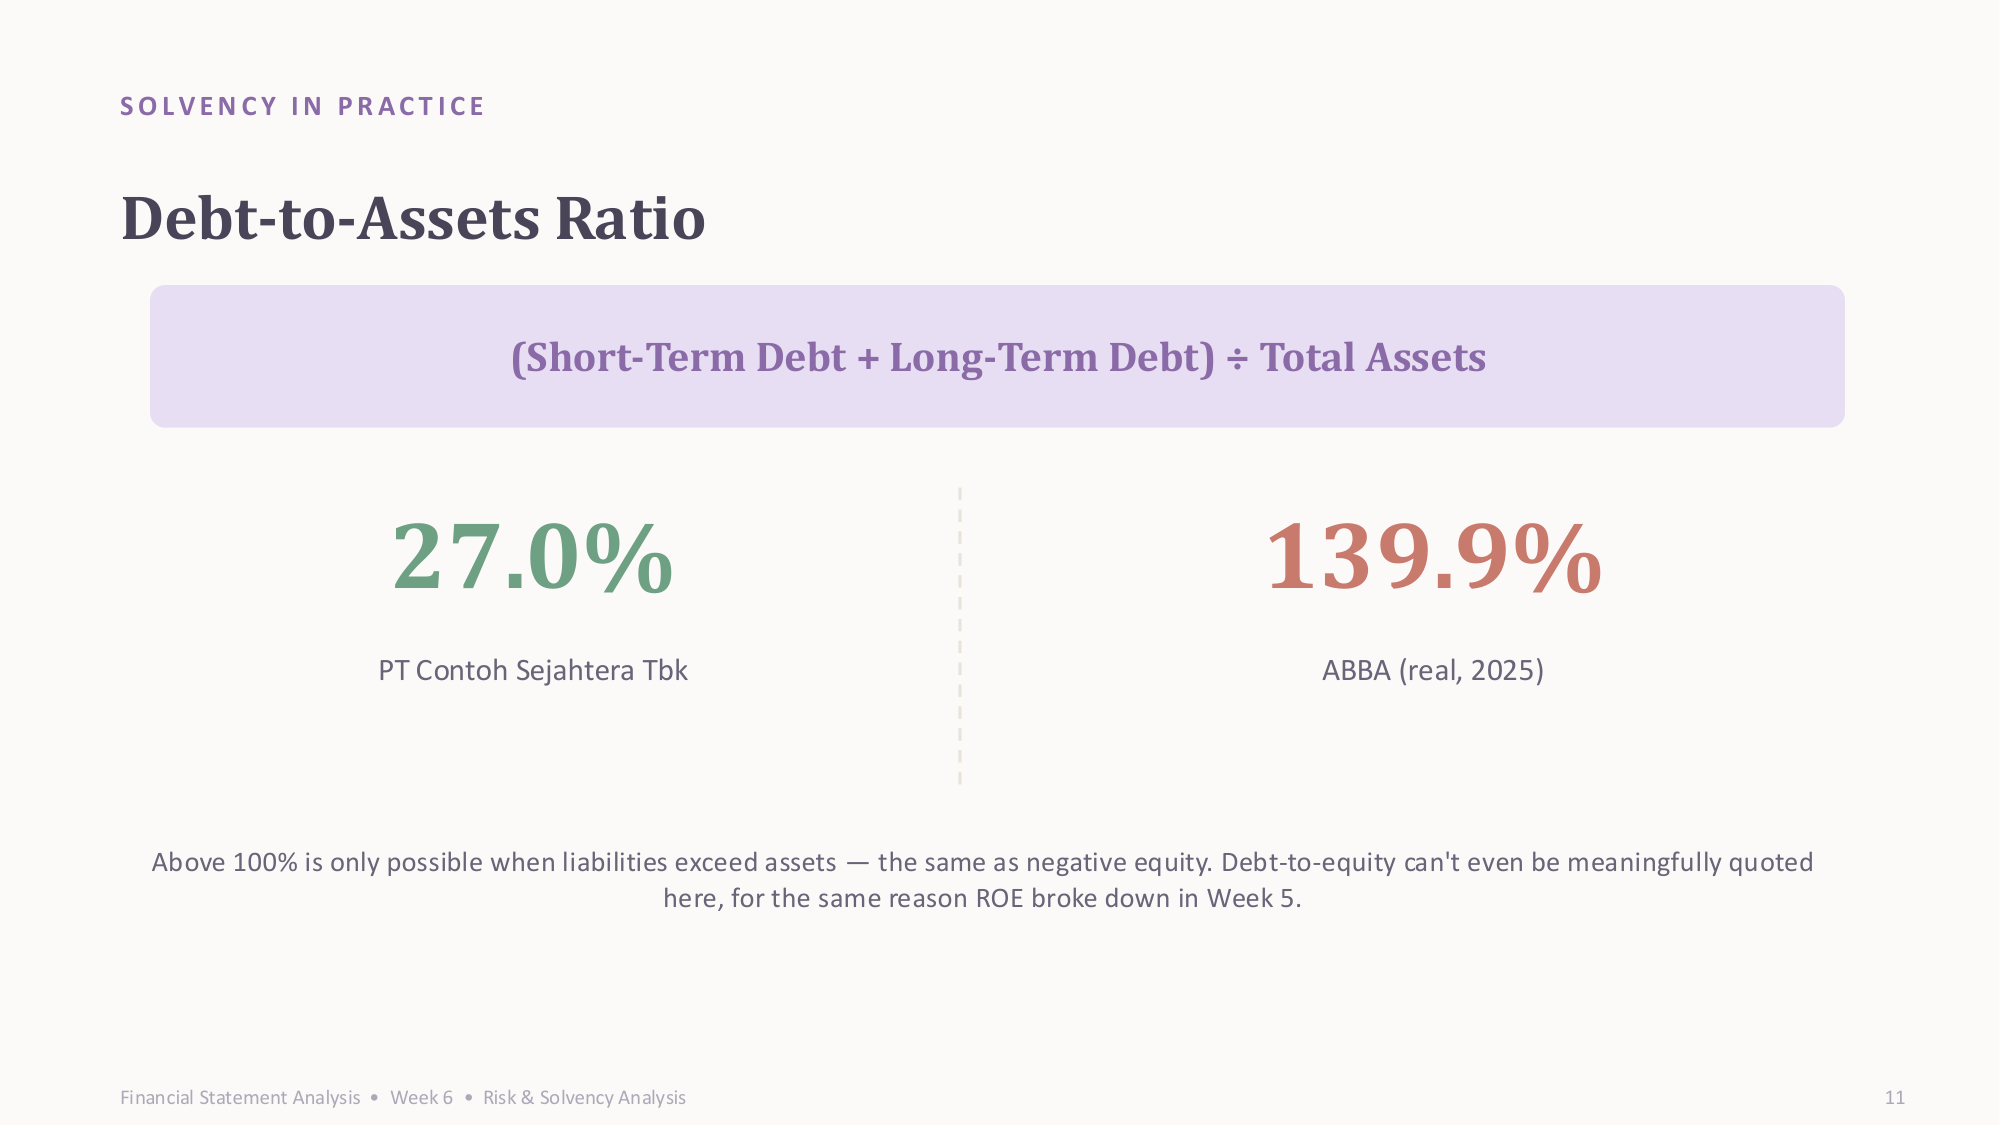 SOLVENCY IN PRACTICE
Debt-to-Assets Ratio
(Short-Term Debt + Long-Term Debt) ÷ Total Assets
27.0%
PT Contoh Sejahtera Tbk
139.9%
ABBA (real, 2025)
Above 100% is only possible when liabilities exceed assets — the same as negative equity. Debt-to-equity can't even be meaningfully quoted
here, for the same reason ROE broke down in Week 5.
Financial Statement Analysis • Week 6 • Risk & Solvency Analysis
11